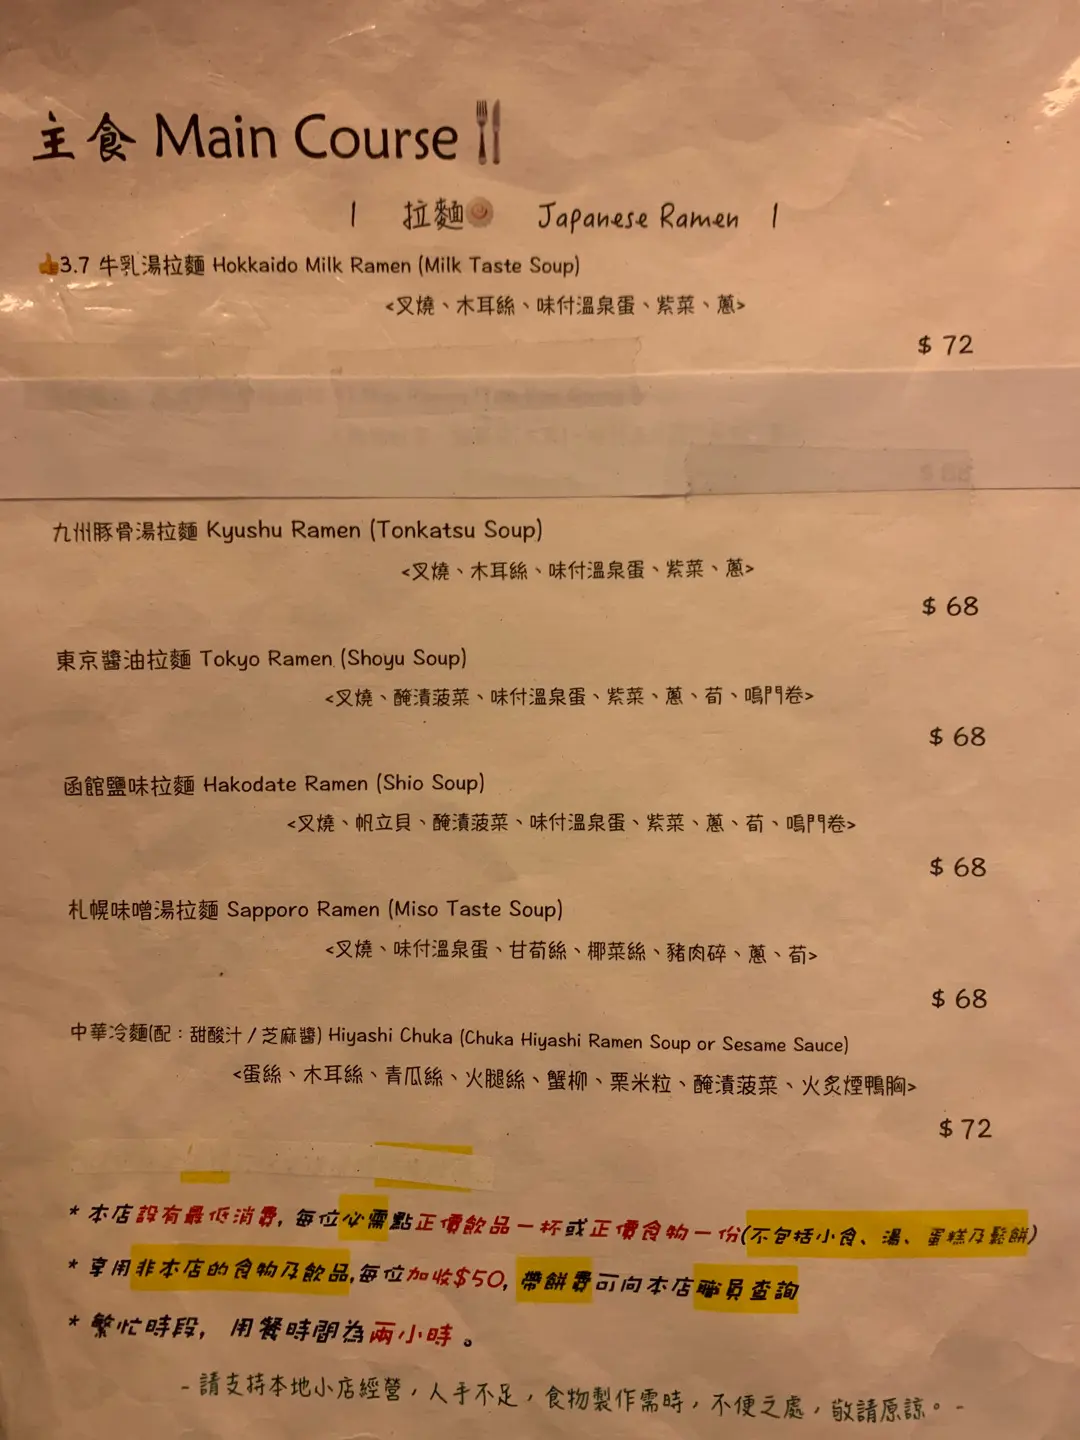 主食 Main Course
| 拉麵 Japanese Ramen |
3.7 牛乳湯拉麵 Hokkaido Milk Ramen (Milk Taste Soup)
<叉燒、木耳絲、味付溫泉蛋、紫菜、蔥>
$ 72
九州豚骨湯拉麵 Kyushu Ramen (Tonkatsu Soup)
<叉燒、木耳絲、味付溫泉蛋、紫菜、蔥>
$ 68
東京醬油拉麵 Tokyo Ramen (Shoyu Soup)
<叉燒、醃漬菠菜、味付溫泉蛋、紫菜、蔥、荀、鳴門卷>
$ 68
函館鹽味拉麵 Hakodate Ramen (Shio Soup)
<叉燒、帆立貝、醃漬菠菜、味付溫泉蛋、紫菜、蔥、荀、鳴門卷>
$ 68
札幌味噌湯拉麵 Sapporo Ramen (Miso Taste Soup)
<叉燒、味付溫泉蛋、甘荀絲、椰菜絲、豬肉碎、蔥、荀>
$ 68
中華冷麵(配：甜酸汁 / 芝麻醬) Hiyashi Chuka (Chuka Hiyashi Ramen Soup or Sesame Sauce)
<蛋絲、木耳絲、青瓜絲、火腿絲、蟹柳、粟米粒、醃漬菠菜、火炙煙鴨胸>
$ 72
* 本店設有最低消費, 每位必需點正價飲品一杯或正價食物一份(不包括小食、湯、蛋糕及鬆餅)
* 享用非本店的食物及飲品,每位加收$50, 帶餅費可向本店職員查詢
* 繁忙時段, 用餐時間為兩小時。
- 請支持本地小店經營，人手不足，食物製作需時，不便之處，敬請原諒。-